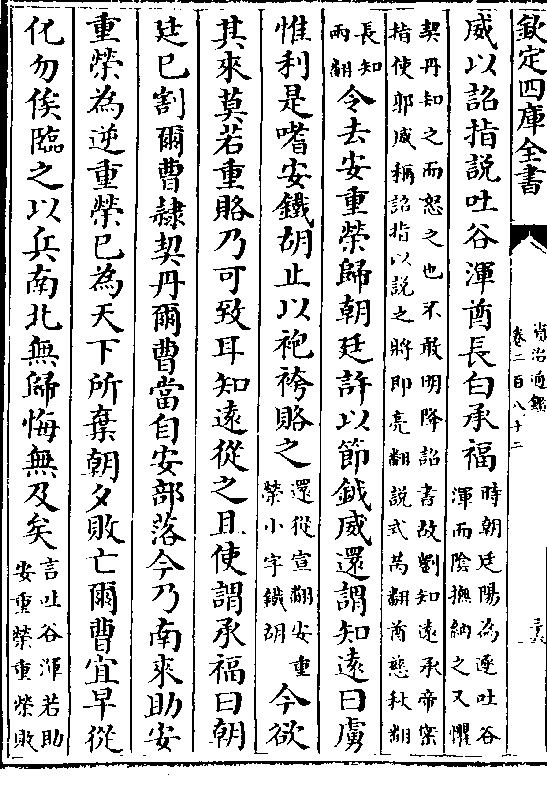 欽定四庫全書
資治通鑑
卷二百八十二
威以詔指說吐谷渾酋長白承福
時朝廷陽為逐吐谷
渾而陰撫納之又懼
契丹知之而怒之也不敢明降詔書故劉知遠承帝密
指使郭威稱詔指以說之將即亮翻說式芮翻酋慈秋翻
長知
兩翻
令去安重榮歸朝廷許以節鉞威還謂知遠曰虜
惟利是嗜安鐵胡止以袍袴賂之
還從宣翻安重
榮小字鐵胡
今欲
其來莫若重賂乃可致耳知遠從之且使謂承福曰朝
廷已割爾曹隸契丹爾曹當自安部落今乃南來助安
重榮為逆重榮已為天下所棄朝夕敗亡爾曹宜早從
化勿俟臨之以兵南北無歸悔無及矣
言吐谷渾若助
安重榮重榮敗